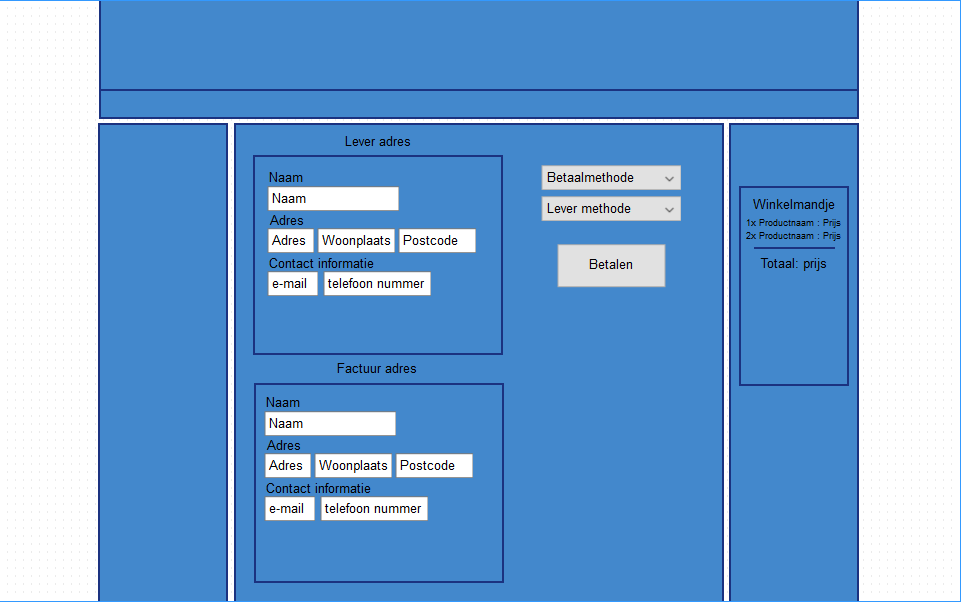 Lever adres
Naam
Naam
Adres
Adres Woonplaats Postcode
Contact informatie
e-mail telefoon nummer
Betaalmethode
Lever methode
Betalen
Winkelmandje
1x Productnaam : Prijs
2x Productnaam : Prijs
Totaal: prijs
Factuur adres
Naam
Naam
Adres
Adres Woonplaats Postcode
Contact informatie
e-mail telefoon nummer